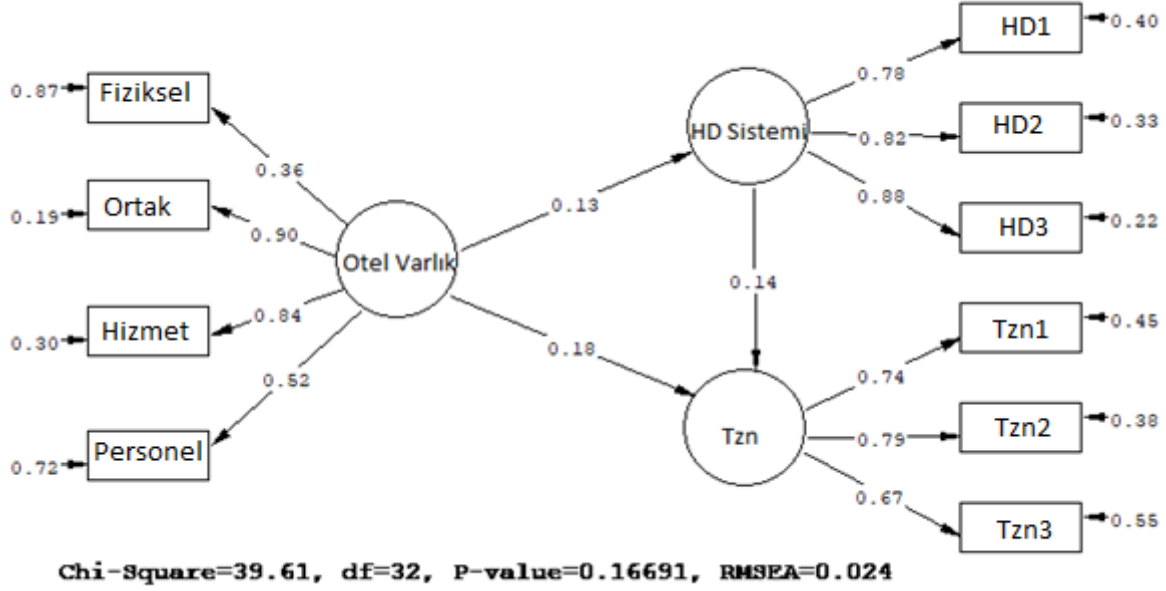 HD1
0.40
0.78
0.87
Fiziksel
HD Sistemi
0.82
HD2
0.33
0.36
0.88
0.19
Ortak
0.90
0.13
HD3
0.22
Otel Varlık
0.14
0.30
Hizmet
0.84
0.18
Tzn1
0.45
0.74
0.52
0.72
Personel
Tzn
0.79
Tzn2
0.38
0.67
Tzn3
0.55
Chi-Square=39.61, df=32, P-value=0.16691, RMSEA=0.024